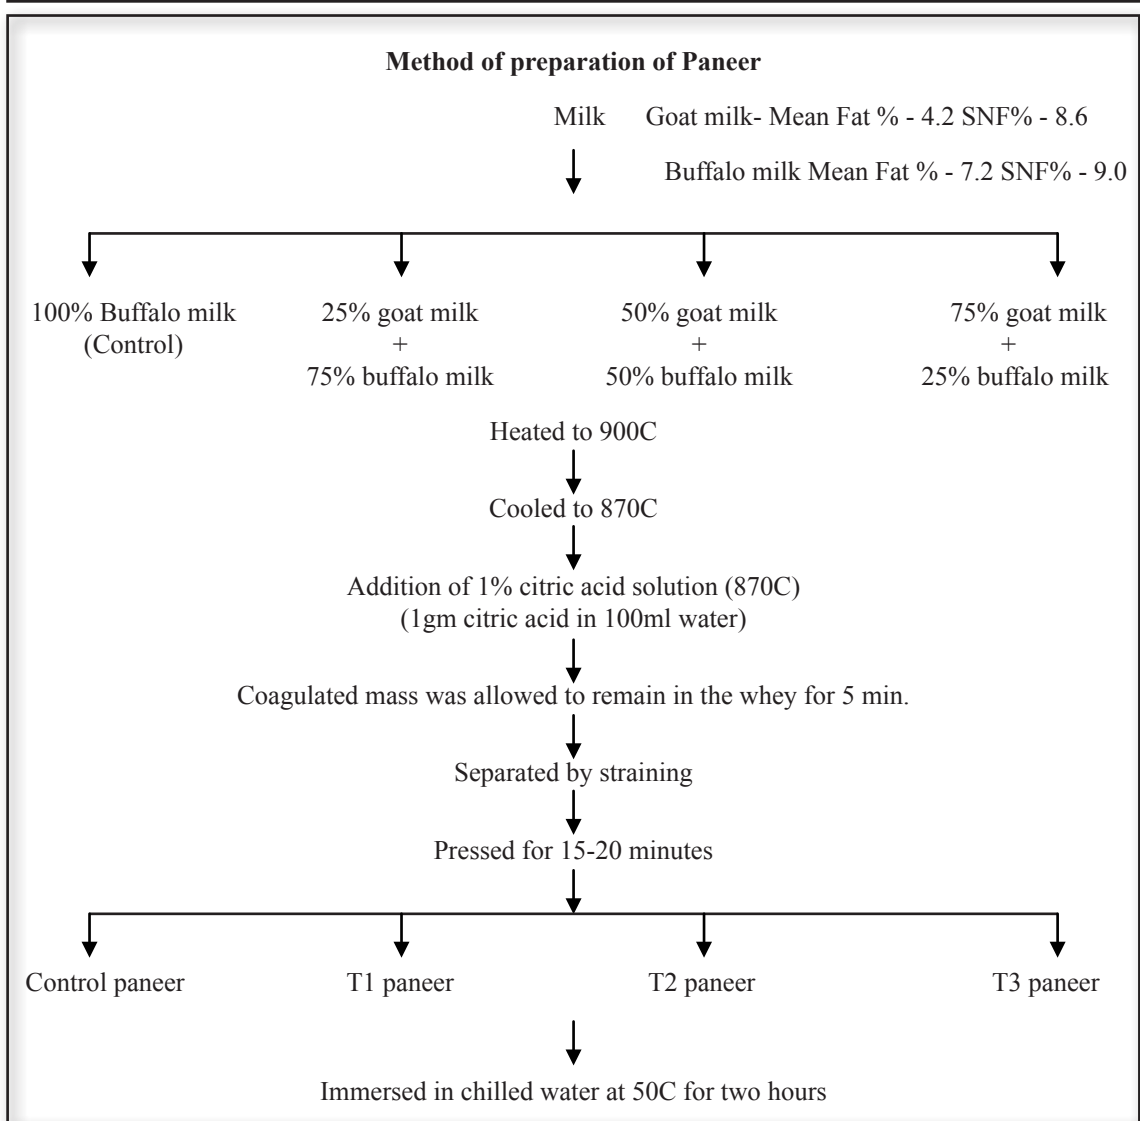 Method of preparation of Paneer
Milk Goat milk- Mean Fat % - 4.2 SNF% - 8.6
Buffalo milk Mean Fat % - 7.2 SNF% - 9.0
100% Buffalo milk
(Control)
25% goat milk
+
75% buffalo milk
50% goat milk
+
50% buffalo milk
75% goat milk
+
25% buffalo milk
Heated to 900C
Cooled to 870C
Addition of 1% citric acid solution (870C)
(1gm citric acid in 100ml water)
Coagulated mass was allowed to remain in the whey for 5 min.
Separated by straining
Pressed for 15-20 minutes
Control paneer
T1 paneer
T2 paneer
T3 paneer
Immersed in chilled water at 50C for two hours